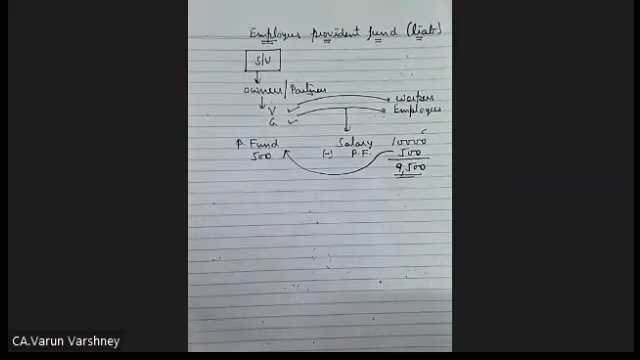 Employees provident fund (liab)
S/U
owners/Partners
V Workers
G Employees
P. Fund Salary 10000
500 (-) P.F. 500
9,500
CA.Varun Varshney